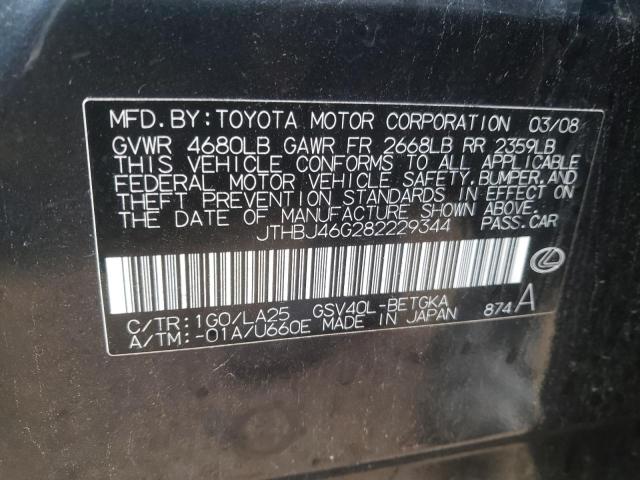 MFD.BY:TOYOTA MOTOR CORPORATION 03/08
GVWR 4680LB GAWR FR 2668LB RR 2359LB
THIS VEHICLE CONFORMS TO ALL APPLICABLE
FEDERAL MOTOR VEHICLE SAFETY,BUMPER,AND
THEFT PREVENTION STANDARDS IN EFFECT ON
THE DATE OF MANUFACTURE SHOWN ABOVE.
JTHBJ46G282229344 PASS.CAR
C/TR:1G0/LA25 GSV40L-BETGKA
A/TM:-01A/U660E MADE IN JAPAN 874A